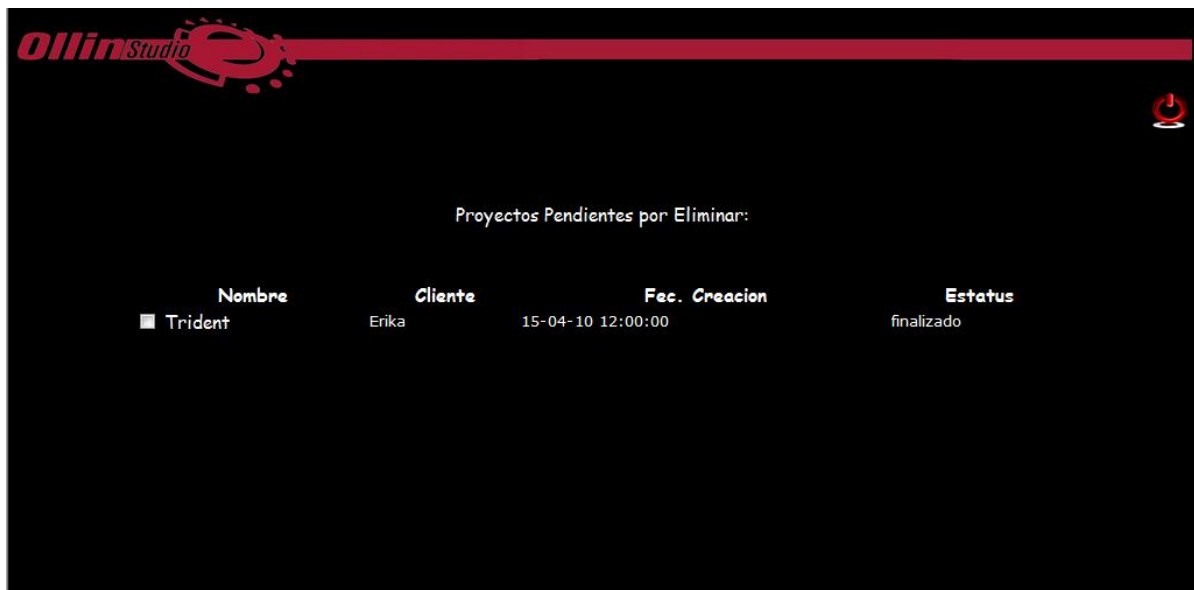 Ollin Studio
Proyectos Pendientes por Eliminar:
Nombre Cliente Fec. Creacion Estatus
Trident Erika 15-04-10 12:00:00 finalizado